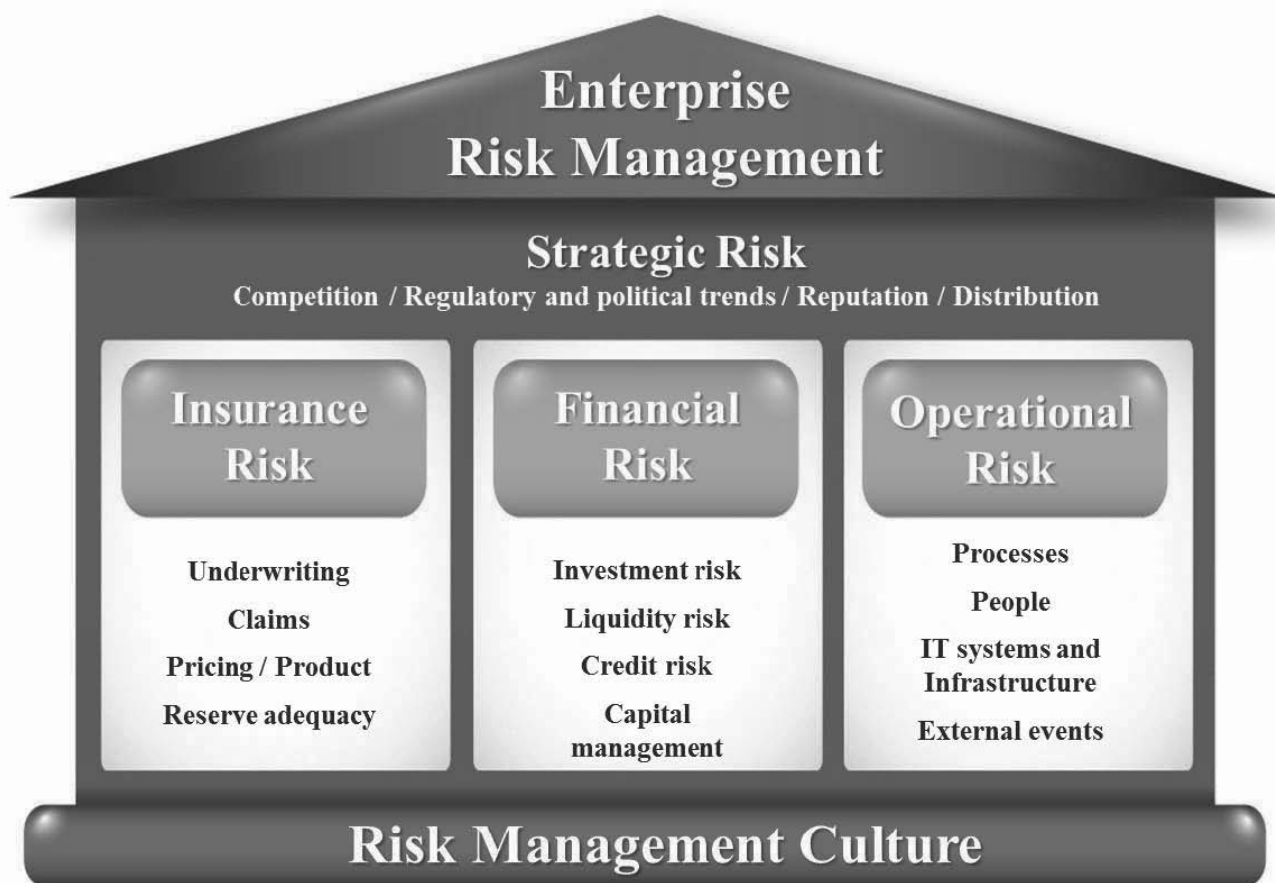 Enterprise
Risk Management
Strategic Risk
Competition / Regulatory and political trends / Reputation / Distribution
Insurance
Risk
Underwriting
Claims
Pricing / Product
Reserve adequacy
Financial
Risk
Investment risk
Liquidity risk
Credit risk
Capital
management
Operational
Risk
Processes
People
IT systems and
Infrastructure
External events
Risk Management Culture